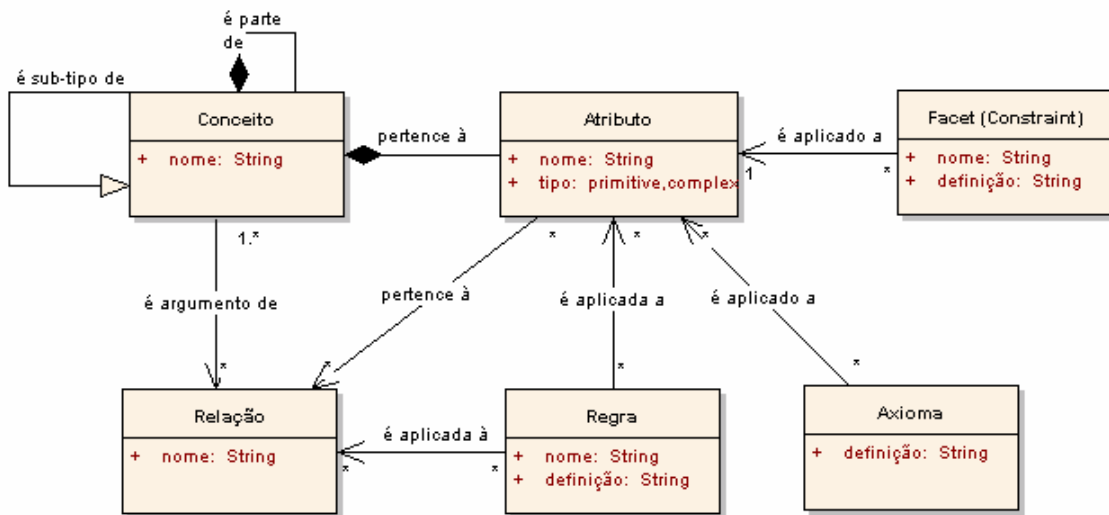 é parte
de
é sub-tipo de
Conceito
+ nome: String
pertence à
Atributo
+ nome: String
+ tipo: primitive,complex
é aplicado a
1
*
Facet (Constraint)
+ nome: String
+ definição: String
1.*
*
*
*
é argumento de
pertence à
é aplicada a
é aplicado a
*
*
*
*
Relação
+ nome: String
é aplicada à
*
*
Regra
+ nome: String
+ definição: String
Axioma
+ definição: String